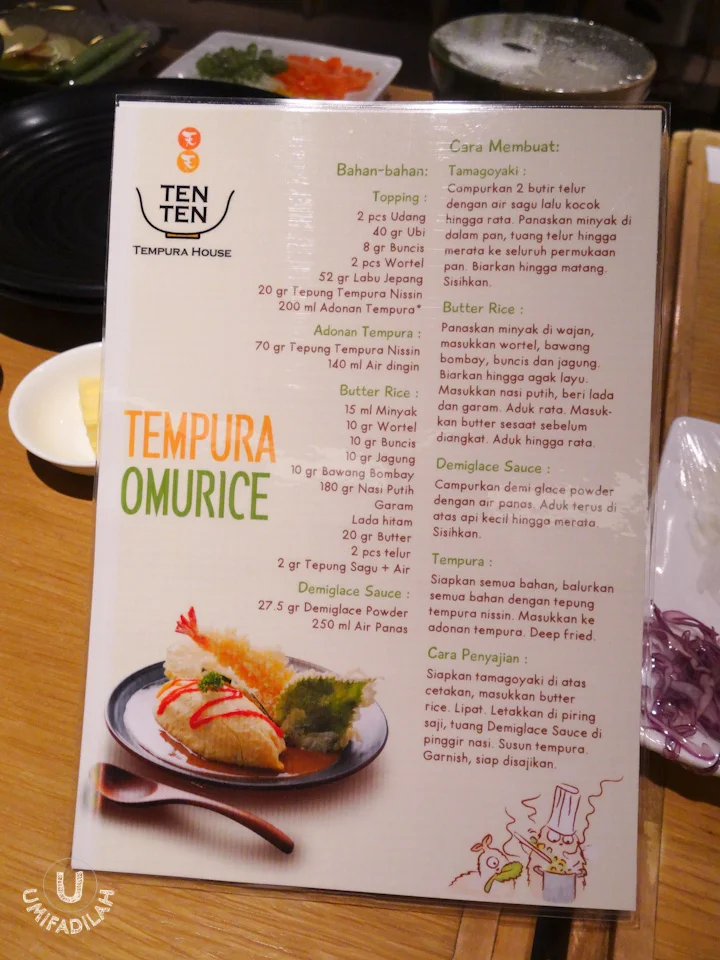 TEN
TEN
TEMPURA HOUSE
TEMPURA
OMURICE
Bahan-bahan:
Topping :
2 pcs Udang
40 gr Ubi
8 gr Buncis
2 pcs Wortel
52 gr Labu Jepang
20 gr Tepung Tempura Nissin
200 ml Adonan Tempura*
Adonan Tempura :
70 gr Tepung Tempura Nissin
140 ml Air dingin
Butter Rice :
15 ml Minyak
10 gr Wortel
10 gr Buncis
10 gr Jagung
10 gr Bawang Bombay
180 gr Nasi Putih
Garam
Lada hitam
20 gr Butter
2 pcs telur
2 gr Tepung Sagu + Air
Demiglace Sauce :
27.5 gr Demiglace Powder
250 ml Air Panas
Cara Membuat:
Tamagoyaki :
Campurkan 2 butir telur
dengan air sagu lalu kocok
hingga rata. Panaskan minyak di
dalam pan, tuang telur hingga
merata ke seluruh permukaan
pan. Biarkan hingga matang.
Sisihkan.
Butter Rice :
Panaskan minyak di wajan,
masukkan wortel, bawang
bombay, buncis dan jagung.
Biarkan hingga agak layu.
Masukkan nasi putih, beri lada
dan garam. Aduk rata. Masuk-
kan butter sesaat sebelum
diangkat. Aduk hingga rata.
Demiglace Sauce :
Campurkan demi glace powder
dengan air panas. Aduk terus di
atas api kecil hingga merata.
Sisihkan.
Tempura :
Siapkan semua bahan, balurkan
semua bahan dengan tepung
tempura nissin. Masukkan ke
adonan tempura. Deep fried.
Cara Penyajian :
Siapkan tamagoyaki di atas
cetakan, masukkan butter
rice. Lipat. Letakkan di piring
saji, tuang Demiglace Sauce di
pinggir nasi. Susun tempura.
Garnish, siap disajikan.
U
UMIFADILAH